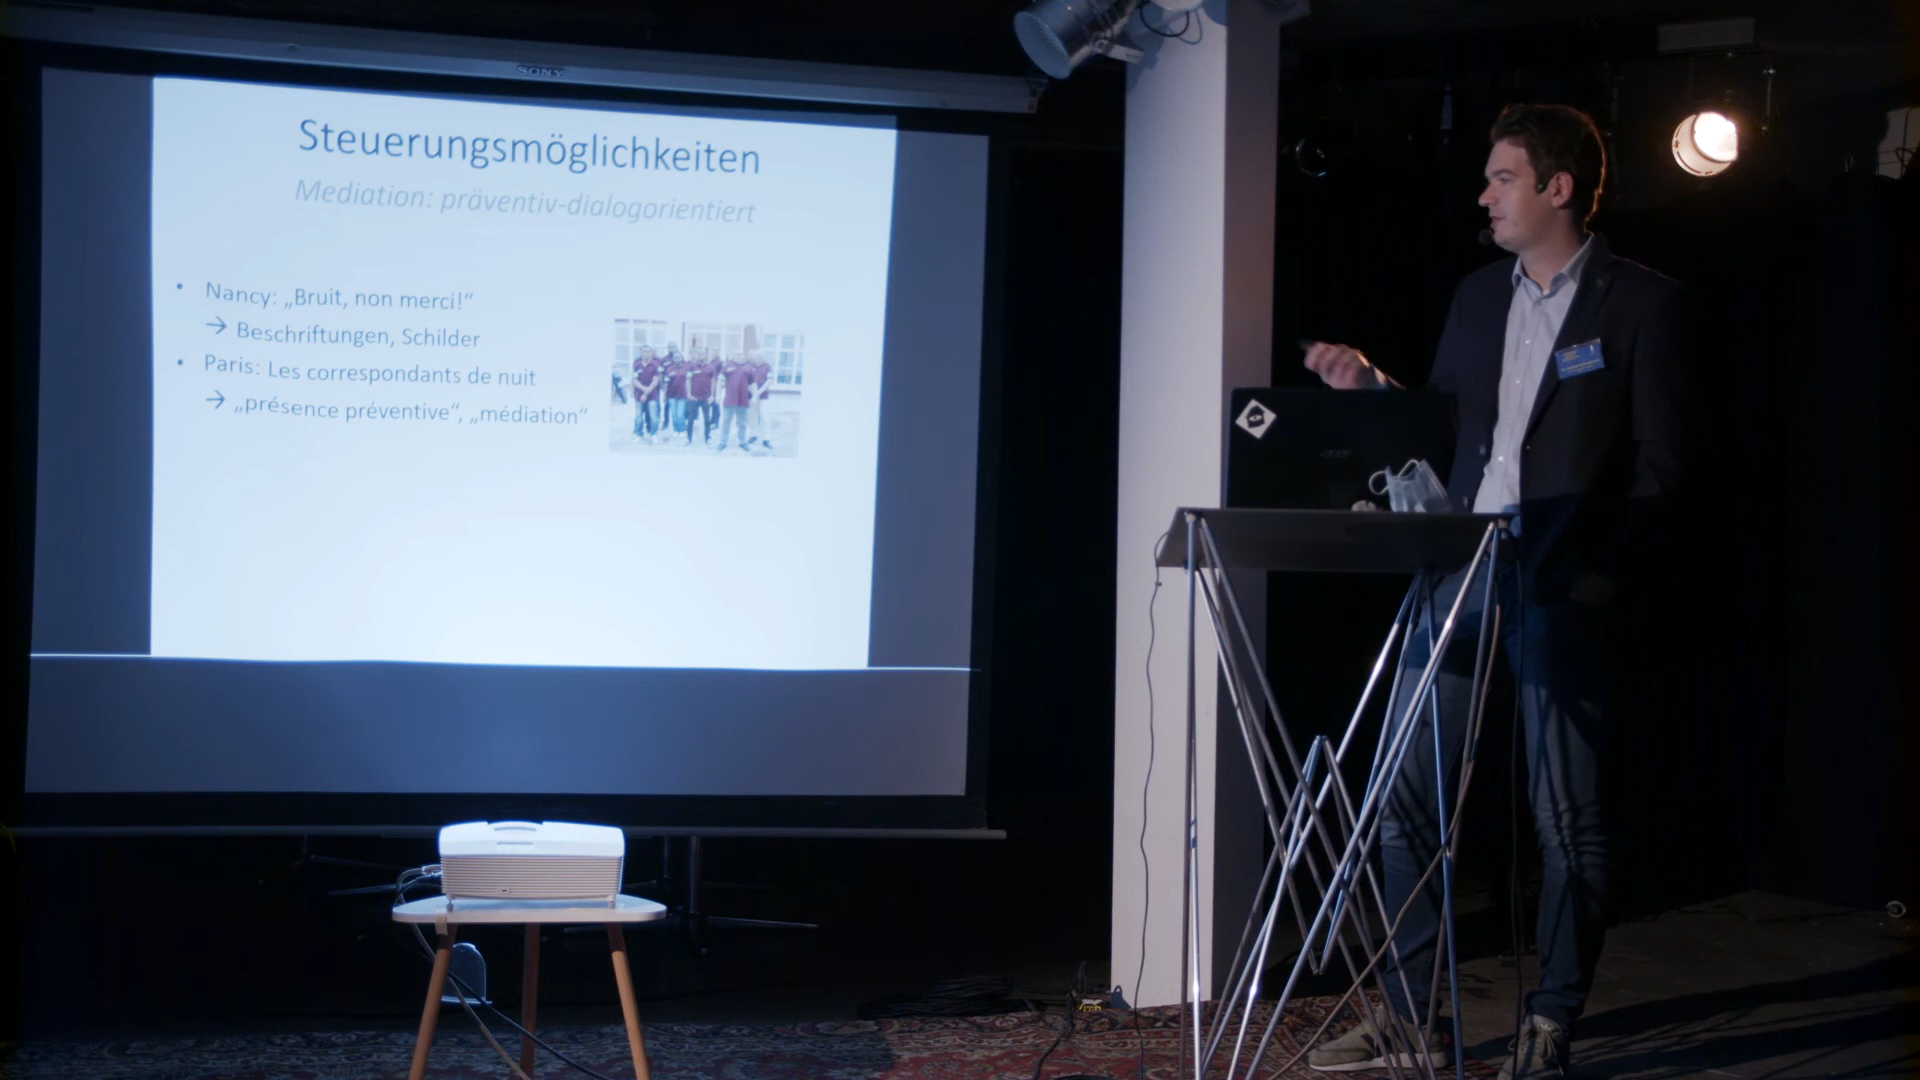 SONY
Steuerungsmöglichkeiten
Mediation: präventiv-dialogorientiert
• Nancy: „Bruit, non merci!“
→ Beschriftungen, Schilder
• Paris: Les correspondants de nuit
→ „présence préventive“, „médiation“
acer